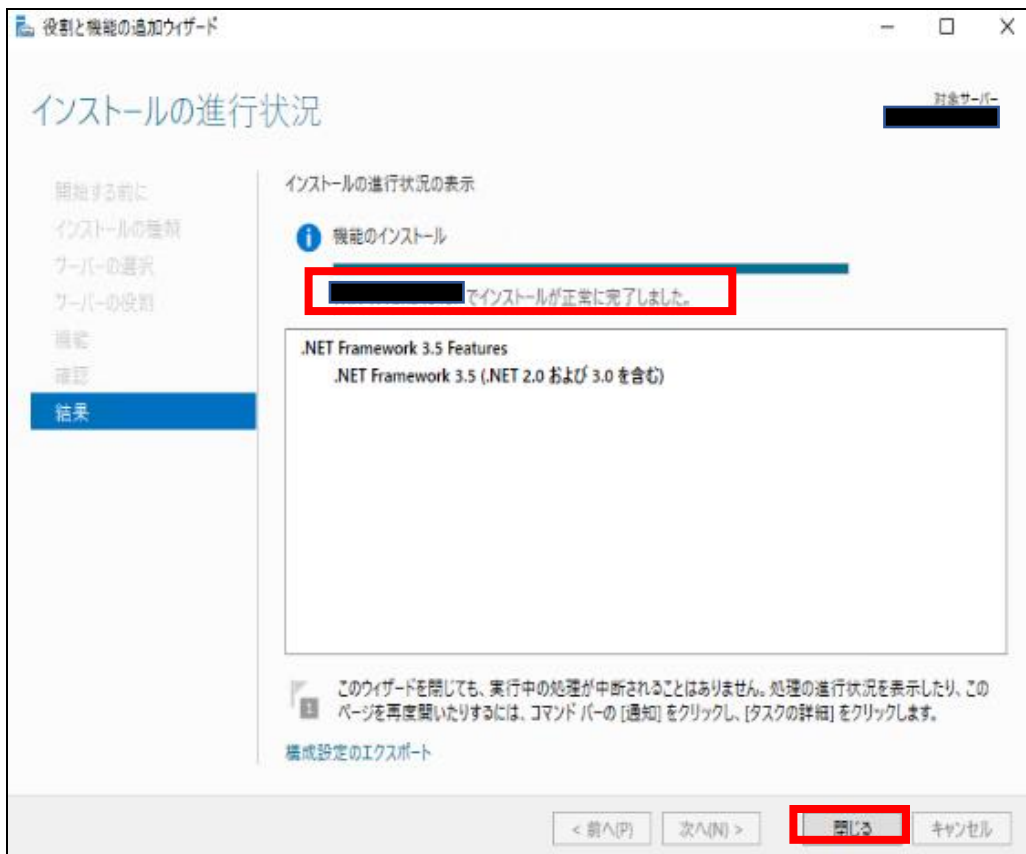 役割と機能の追加ウィザード
インストールの進行状況
対象サーバー
開始する前に
インストールの種類
サーバーの選択
サーバーの役割
機能
確認
結果
インストールの進行状況の表示
機能のインストール
でインストールが正常に完了しました。
.NET Framework 3.5 Features
.NET Framework 3.5 (.NET 2.0 および 3.0 を含む)
1
このウィザードを閉じても、実行中の処理が中断されることはありません。処理の進行状況を表示したり、この
ページを再度開いたりするには、コマンド バーの [通知] をクリックし、[タスクの詳細] をクリックします。
構成設定のエクスポート
< 前へ(P)
次へ(N) >
閉じる
キャンセル